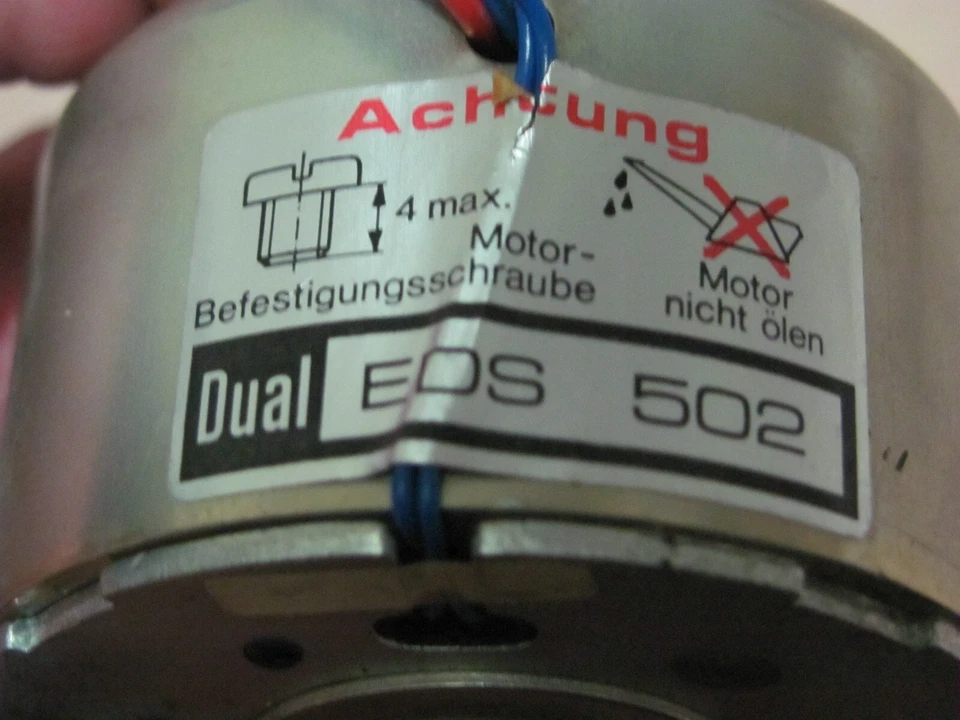 Achtung
4 max.
Motor-
Befestigungsschraube
Motor
nicht ölen
Dual EDS 502